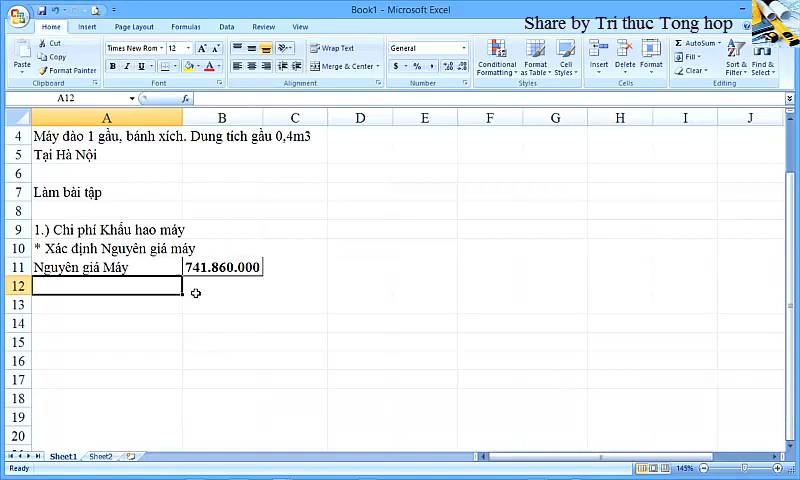 Book1 - Microsoft Excel
Share by Tri thuc Tong hop
Home Insert Page Layout Formulas Data Review View
Paste
Cut
Copy
Format Painter
Clipboard
Times New Rom 12
B I U
Font
Wrap Text
Merge & Center
Alignment
General
$ % ,
Number
Conditional Formatting
Format as Table
Cell Styles
Styles
Insert Delete Format
Cells
AutoSum
Fill
Clear
Sort & Filter
Find & Select
Editing
A12 fx
A B C D E F G H I J
4 Máy đào 1 gầu, bánh xích. Dung tích gầu 0,4m3
5 Tại Hà Nội
6
7 Làm bài tập
8
9 1.) Chi phí Khấu hao máy
10 * Xác định Nguyên giá máy
11 Nguyên giá Máy 741.860.000
12
13
14
15
16
17
18
19
20
Sheet1 Sheet2
Ready 145%